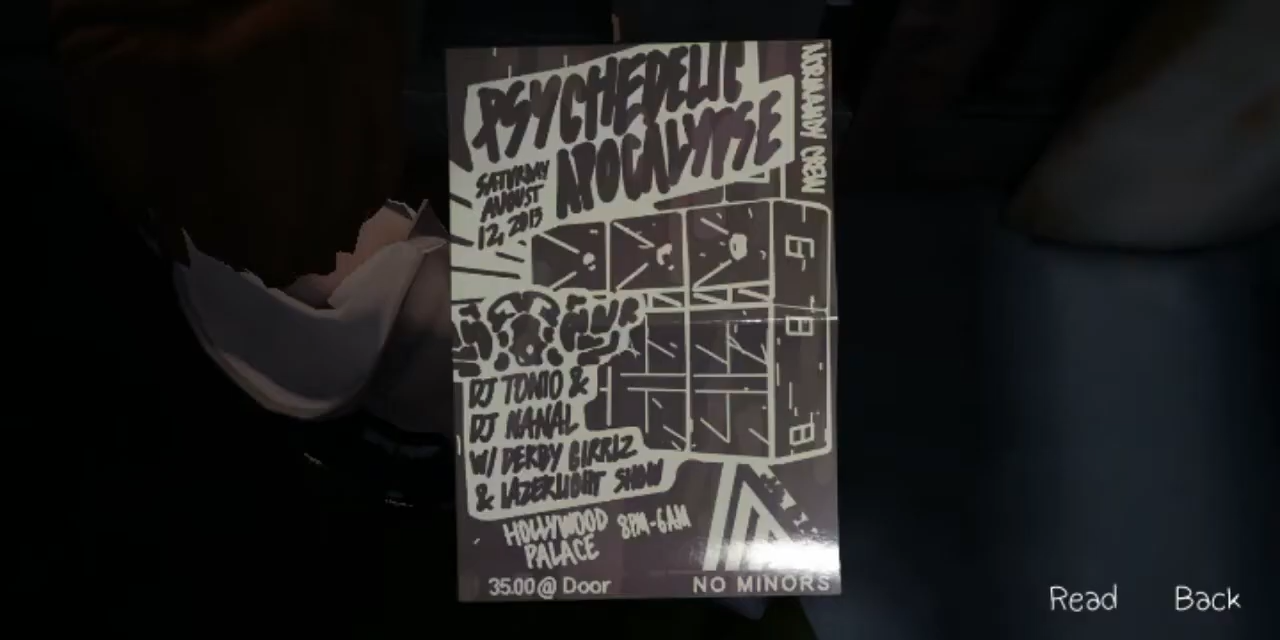 PSYCHEDELIC
APOCALYPSE
SATURDAY
AUGUST
12, 2013
NORMANDY CREW
DJ TONIO &
DJ NANAL
W/ DERBY GIRRLZ
& LAZERLIGHT SHOW
HOLLYWOOD
PALACE
8PM-6AM
35.00 @ Door
NO MINORS
Read
Back